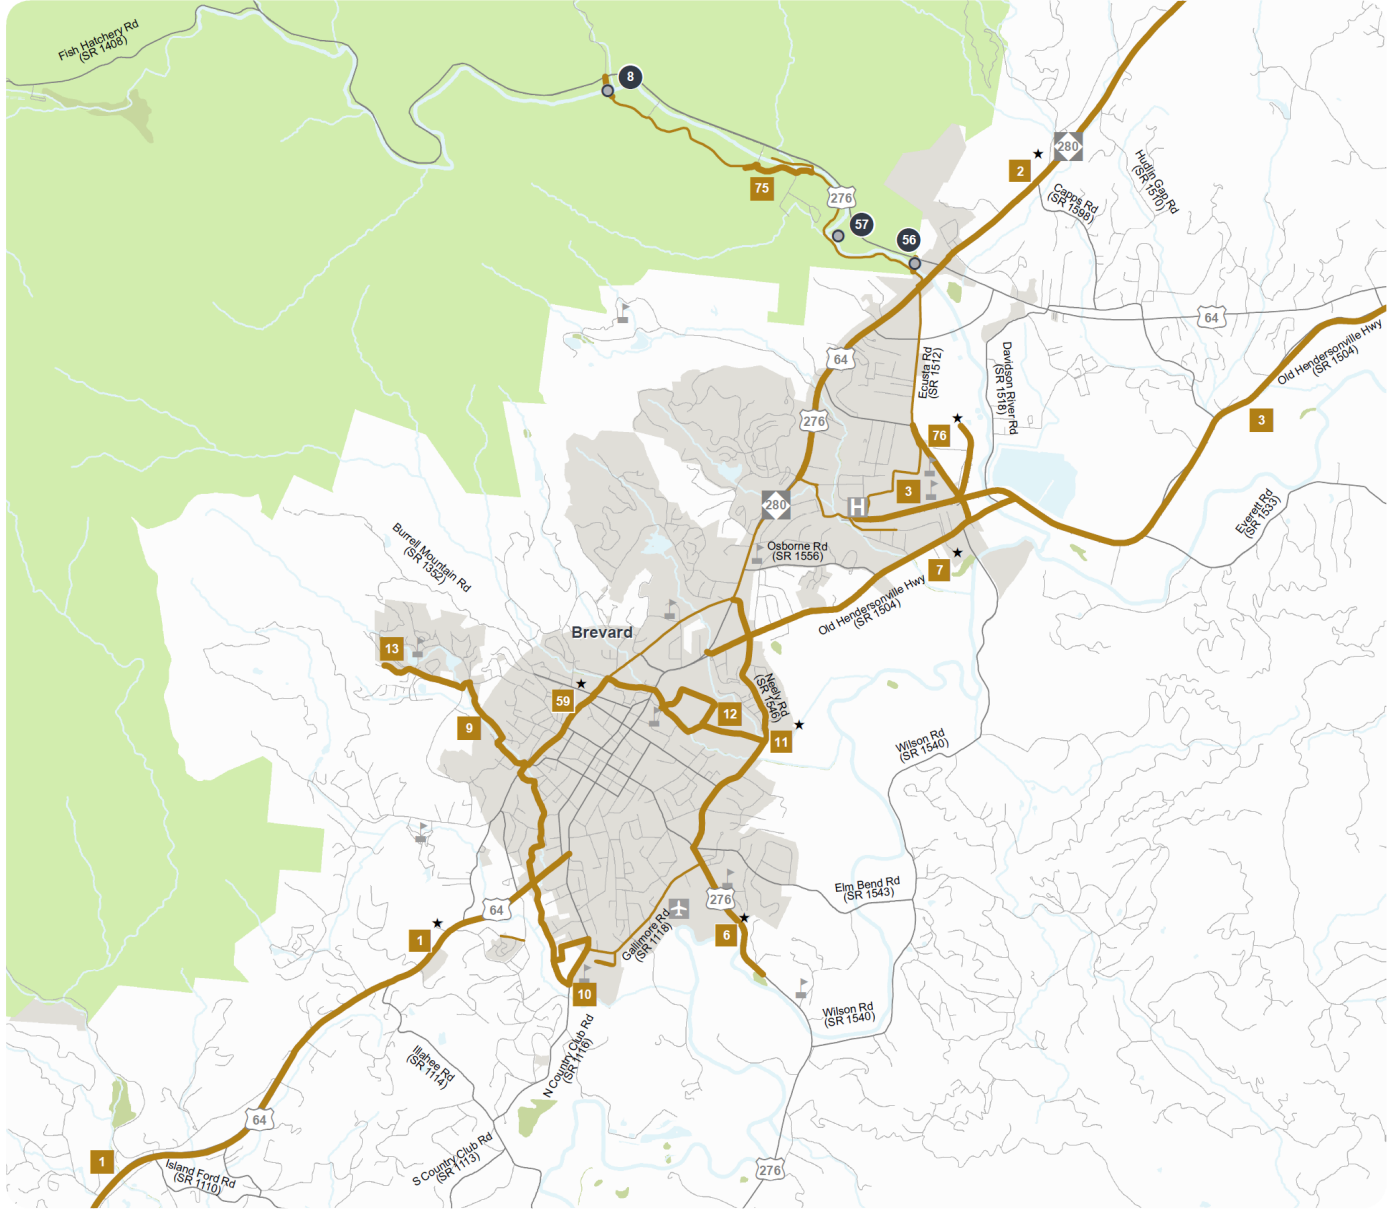 Fish Hatchery Rd
(SR 1408)
8
280
2
Hudlin Gap Rd
(SR 1510)
75
Capps Rd
(SR 1598)
276
57
56
64
64
Old Hendersonville Hwy
(SR 1504)
Ecusta Rd
(SR 1512)
Davidson River Rd
(SR 1518)
276
3
76
3
280
H
Everett Rd
(SR 1533)
Burrell Mountain Rd
(SR 1352)
Osborne Rd
(SR 1556)
7
Old Hendersonville Hwy
(SR 1504)
Brevard
13
Neely Rd
(SR 1546)
59
12
9
11
Wilson Rd
(SR 1540)
Elm Bend Rd
(SR 1543)
276
64
Gallimore Rd
(SR 1118)
1
6
10
Wilson Rd
(SR 1540)
N Country Club Rd
(SR 1116)
Illahee Rd
(SR 1114)
64
S Country Club Rd
(SR 1113)
1
Island Ford Rd
(SR 1110)
276